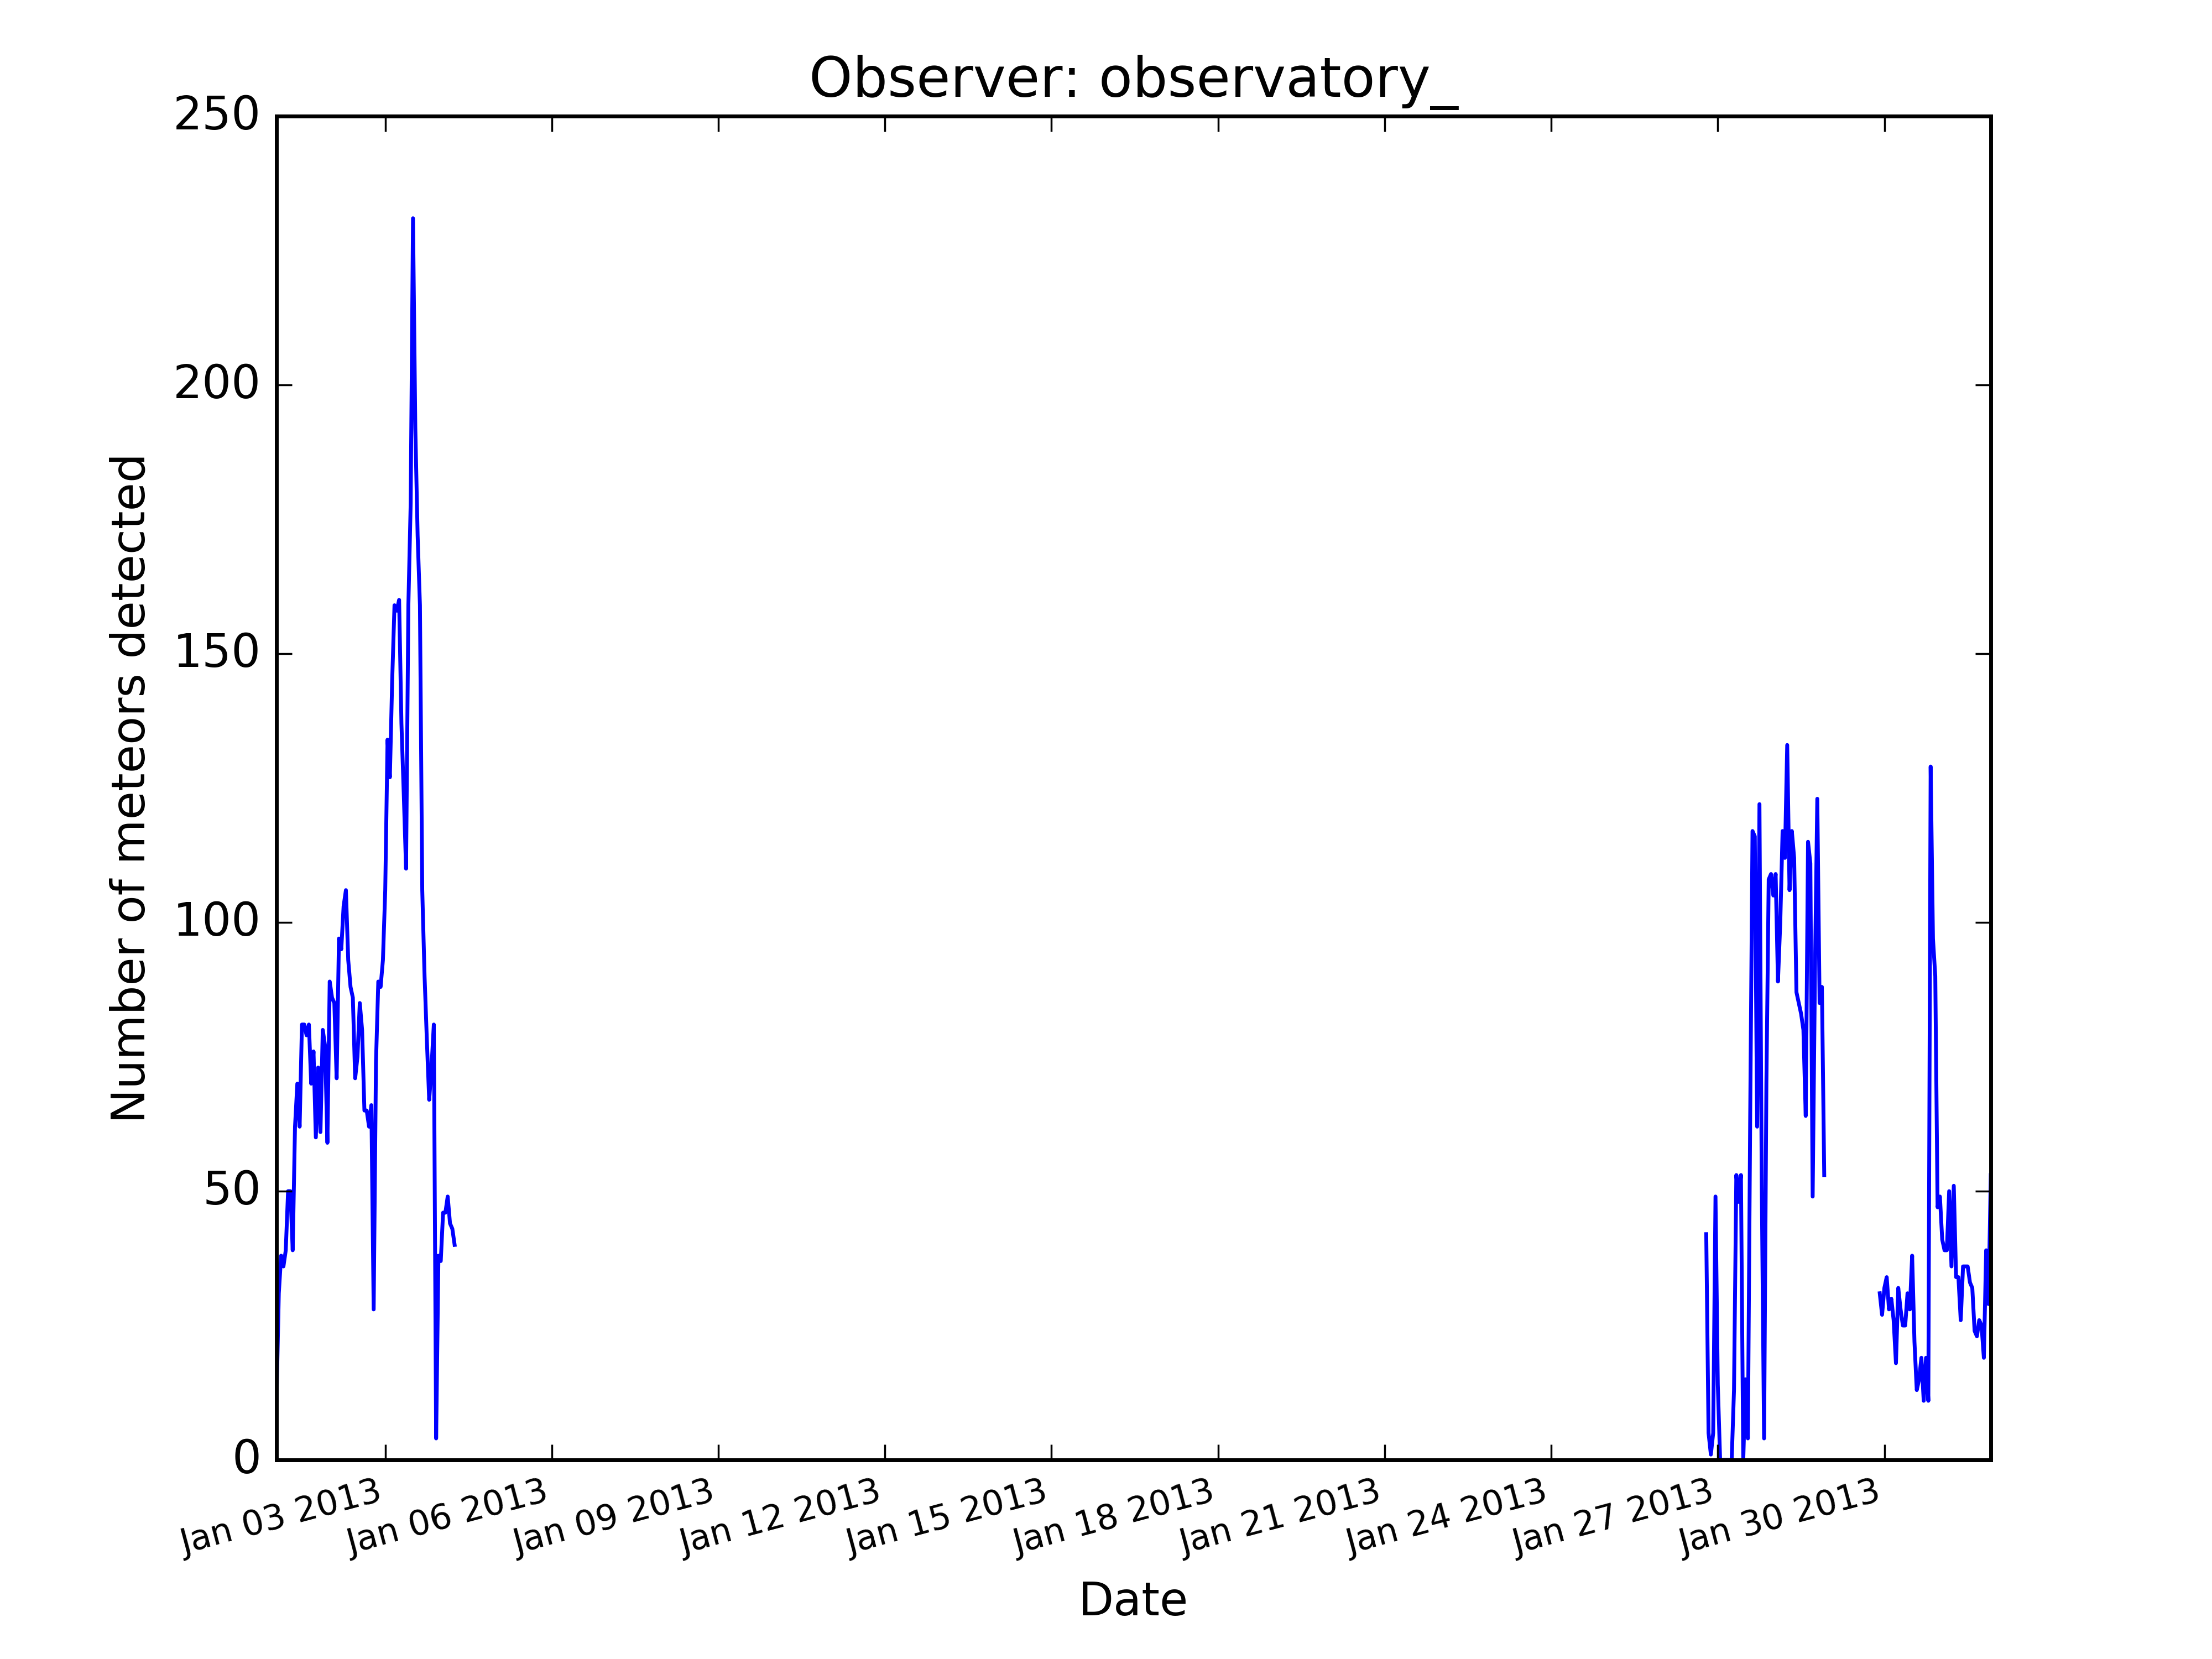 Observer: observatory_
250
200
150
100
50
0
Number of meteors detected
Jan 03 2013
Jan 06 2013
Jan 09 2013
Jan 12 2013
Jan 15 2013
Jan 18 2013
Jan 21 2013
Jan 24 2013
Jan 27 2013
Jan 30 2013
Date